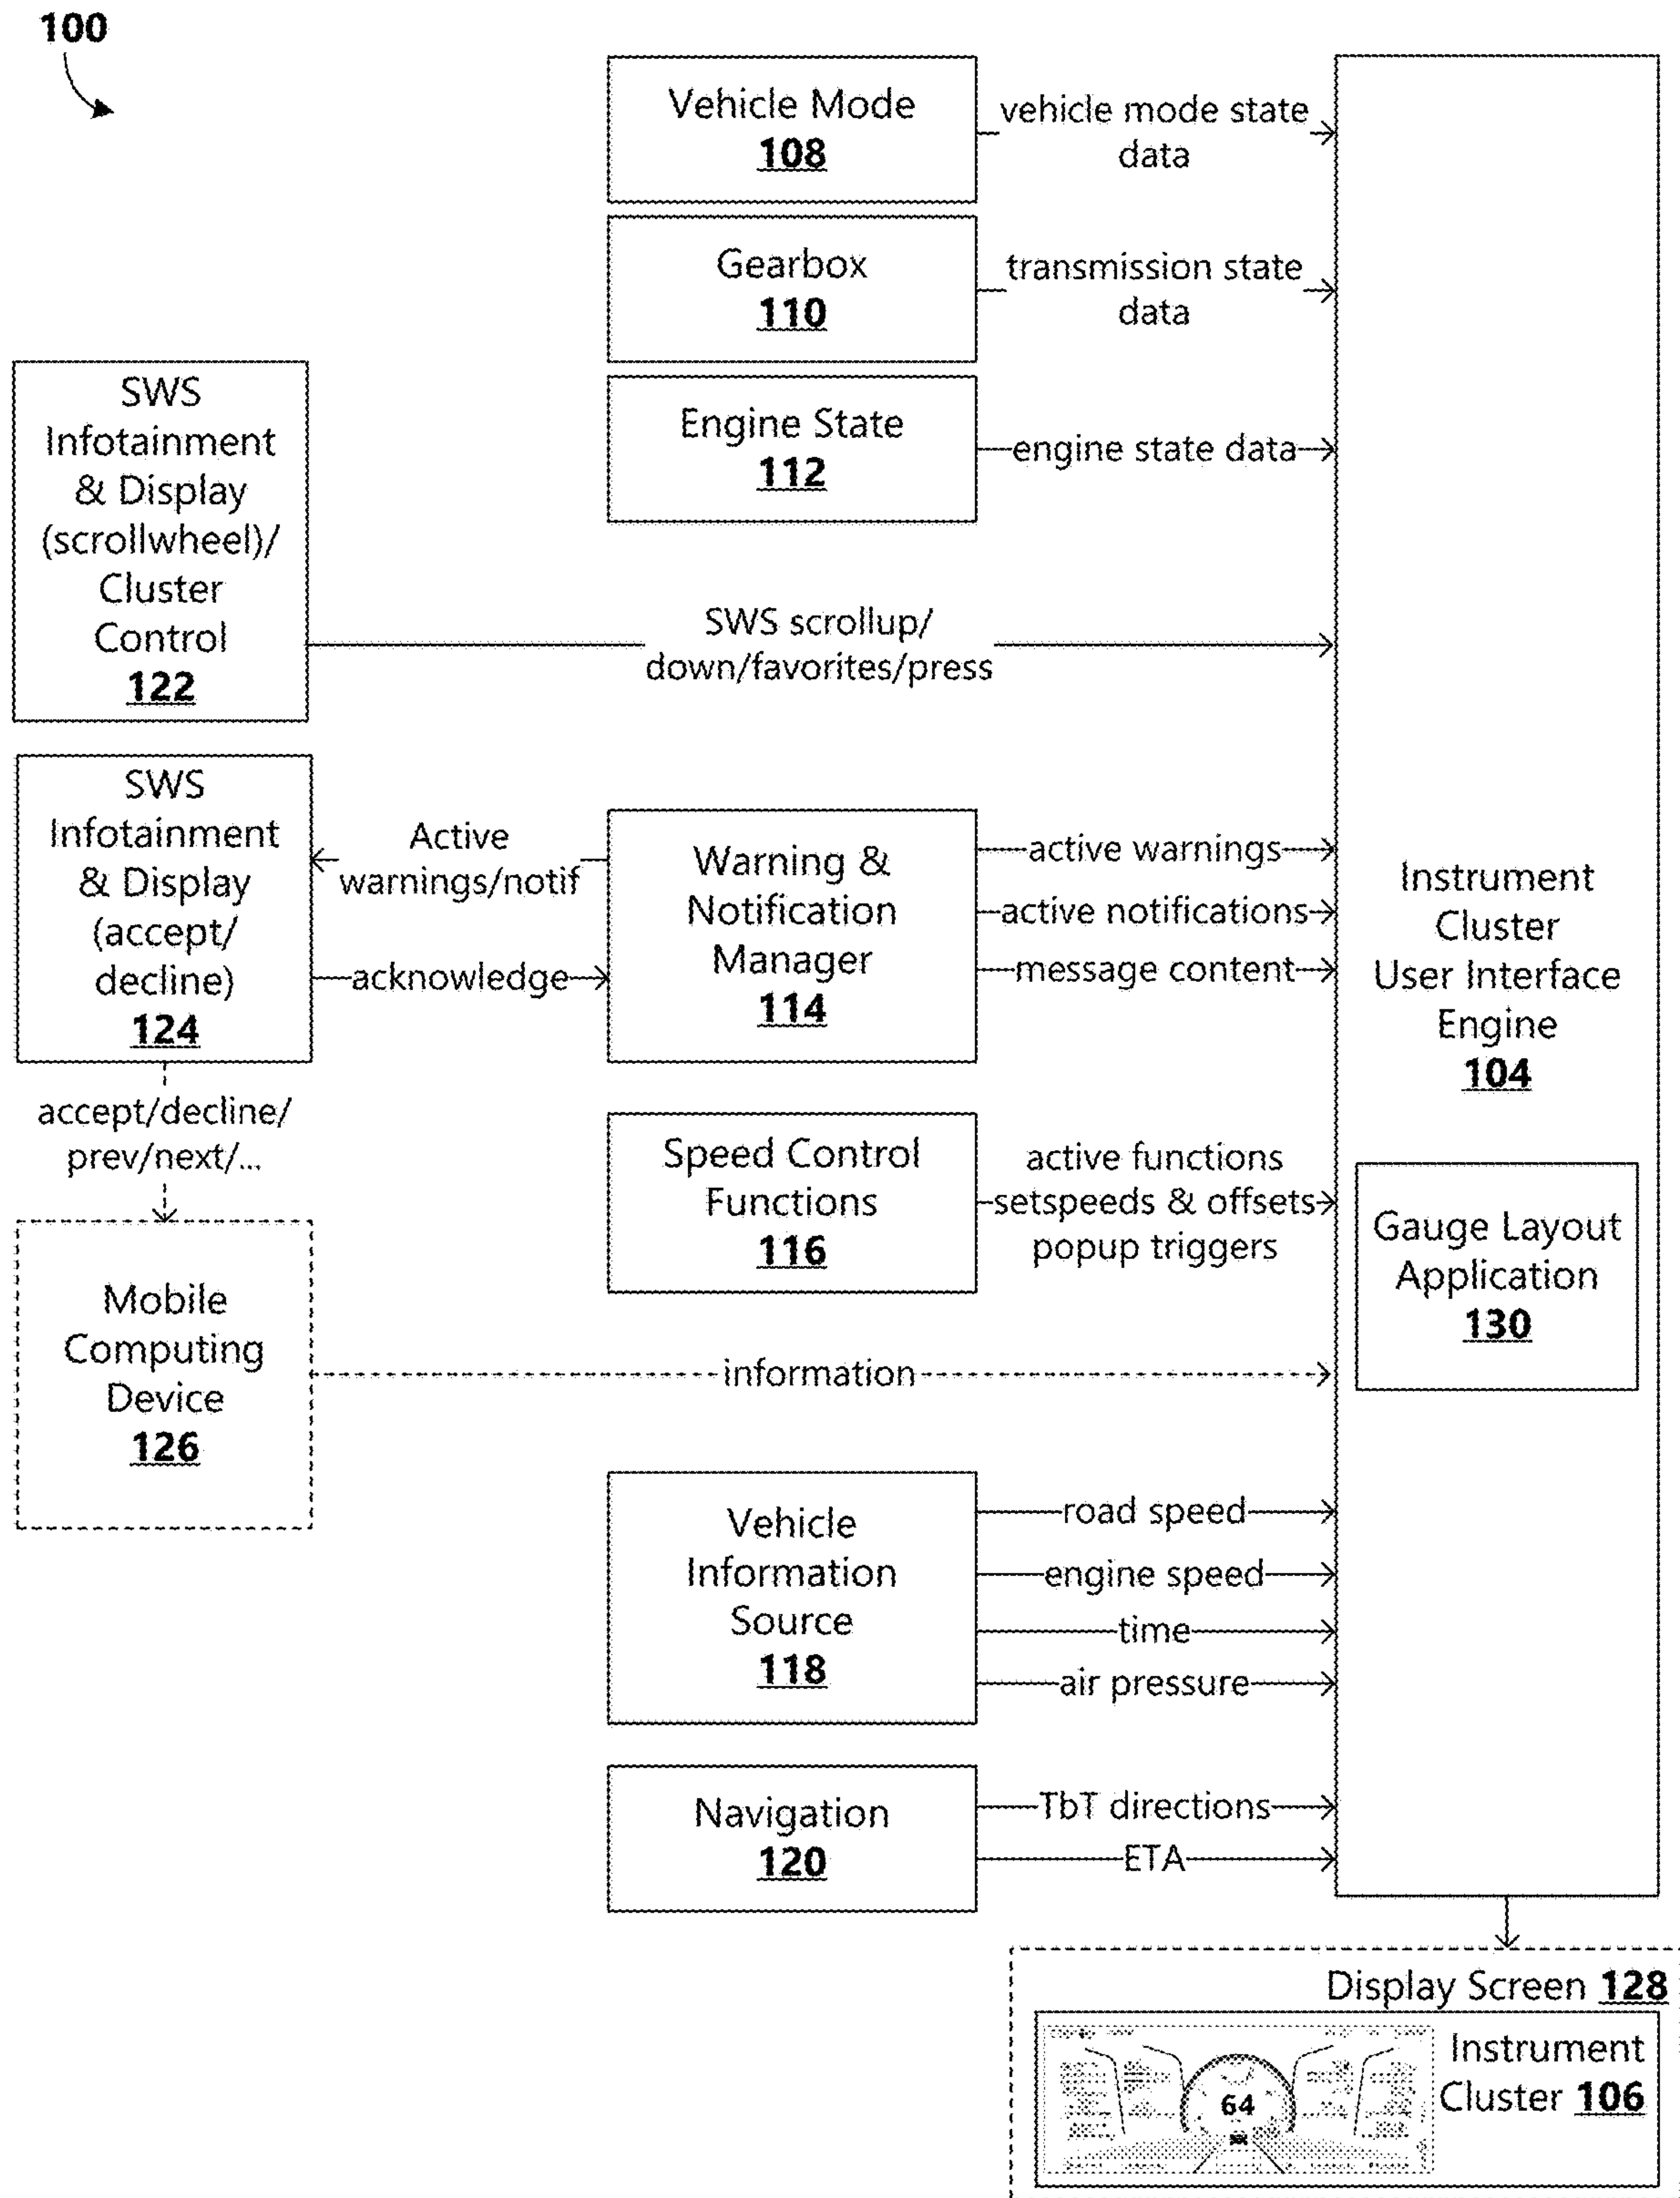 100
Vehicle Mode
108
vehicle mode state
data
Gearbox
110
transmission state
data
Engine State
112
engine state data
SWS
Infotainment
& Display
(scrollwheel)/
Cluster
Control
122
SWS scrollup/
down/favorites/press
SWS
Infotainment
& Display
(accept/
decline)
124
Active
warnings/notif
acknowledge
Warning &
Notification
Manager
114
active warnings
active notifications
message content
Instrument
Cluster
User Interface
Engine
104
accept/decline/
prev/next/...
Speed Control
Functions
116
active functions
setspeeds & offsets
popup triggers
Gauge Layout
Application
130
Mobile
Computing
Device
126
information
Vehicle
Information
Source
118
road speed
engine speed
time
air pressure
Navigation
120
TbT directions
ETA
Display Screen 128
Instrument
Cluster 106
64